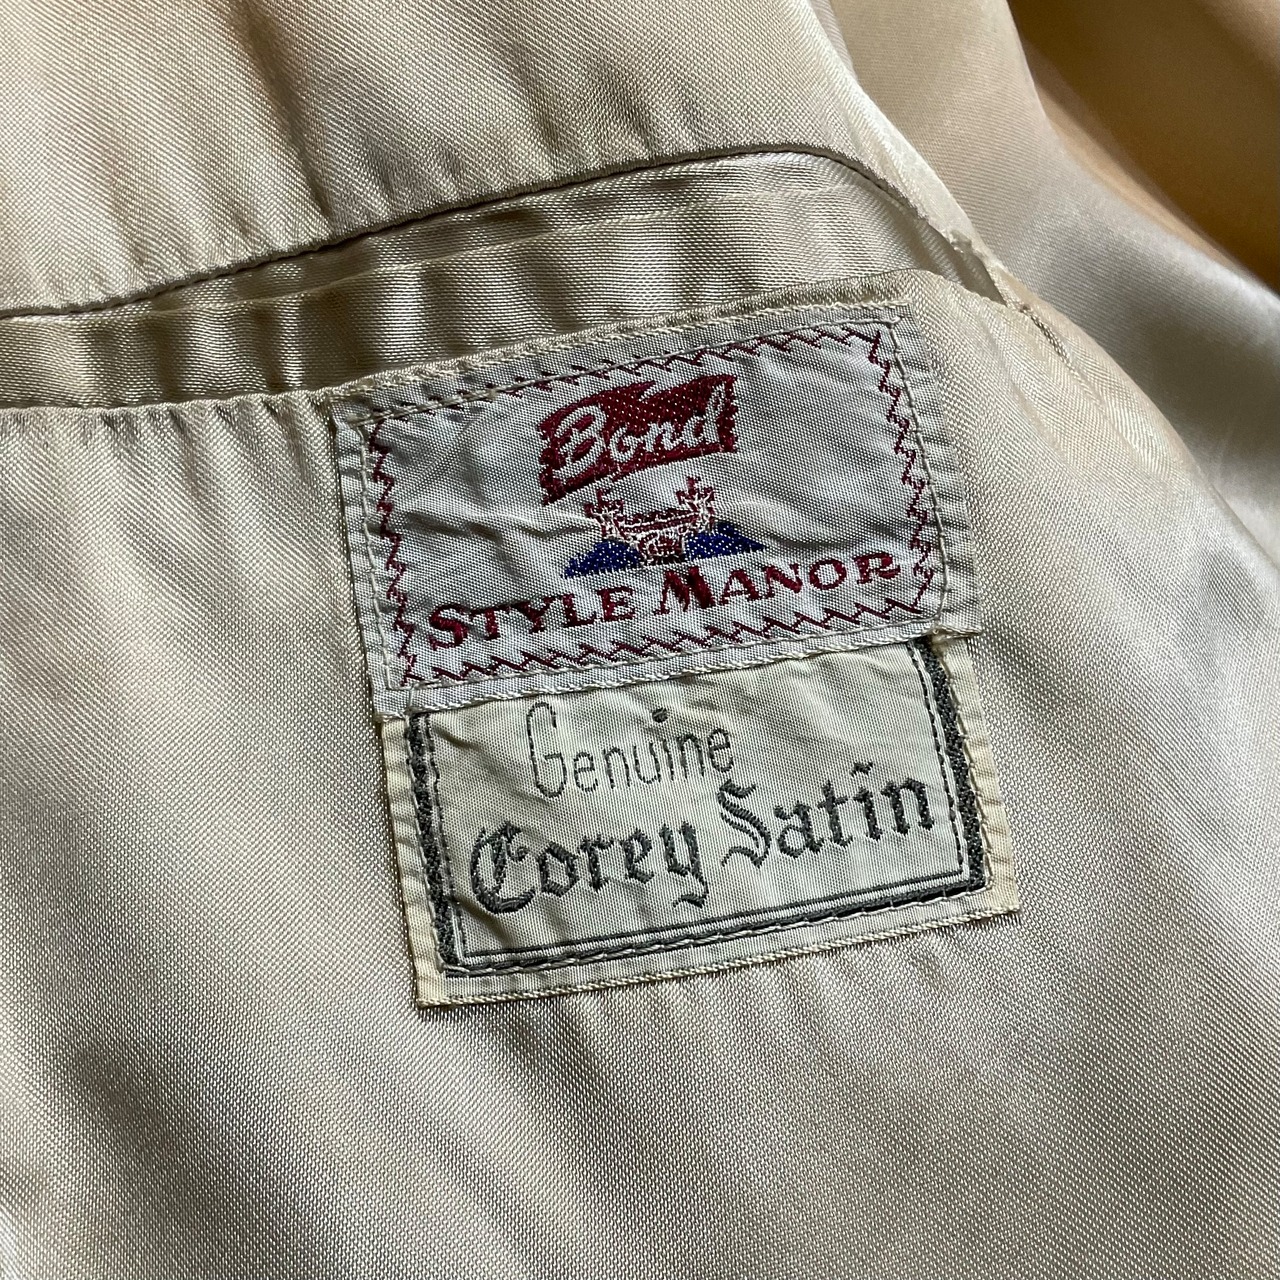 Bond
STYLE MANOR
Genuine
Corey Satin